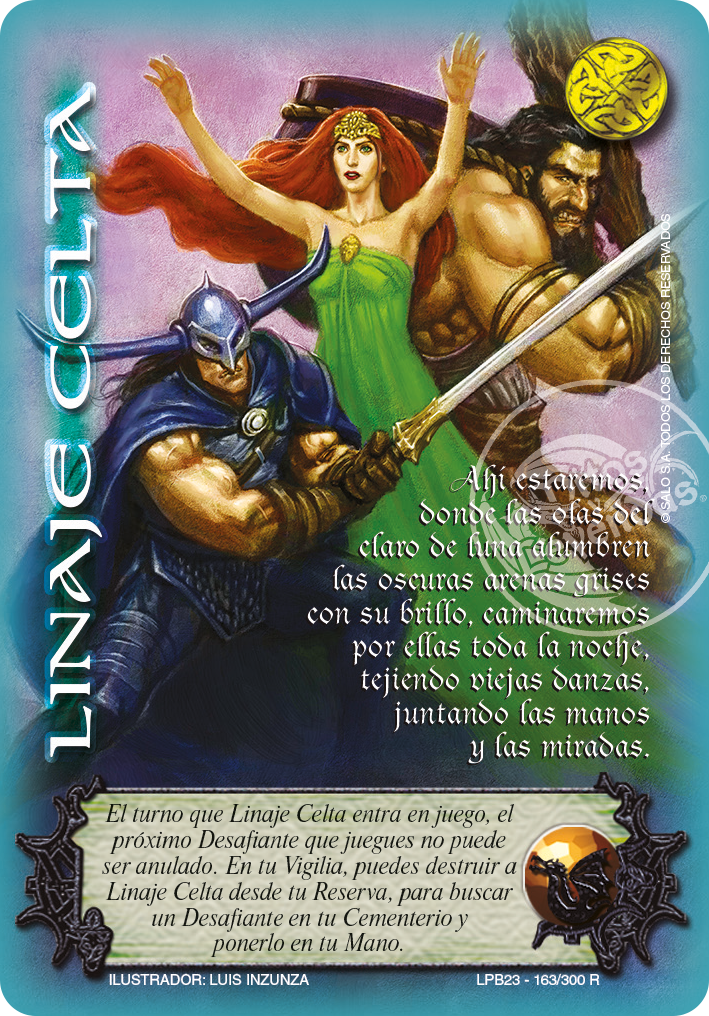 LINAJE CELTA
© SALO S.A. TODOS LOS DERECHOS RESERVADOS
Ahí estaremos,
donde las olas del
claro de luna alumbren
las oscuras arenas grises
con su brillo, caminaremos
por ellas toda la noche,
tejiendo viejas danzas,
juntando las manos
y las miradas.
El turno que Linaje Celta entra en juego, el
próximo Desafiante que juegues no puede
ser anulado. En tu Vigilia, puedes destruir a
Linaje Celta desde tu Reserva, para buscar
un Desafiante en tu Cementerio y
ponerlo en tu Mano.
ILUSTRADOR: LUIS INZUNZA
LPB23 - 163/300 R